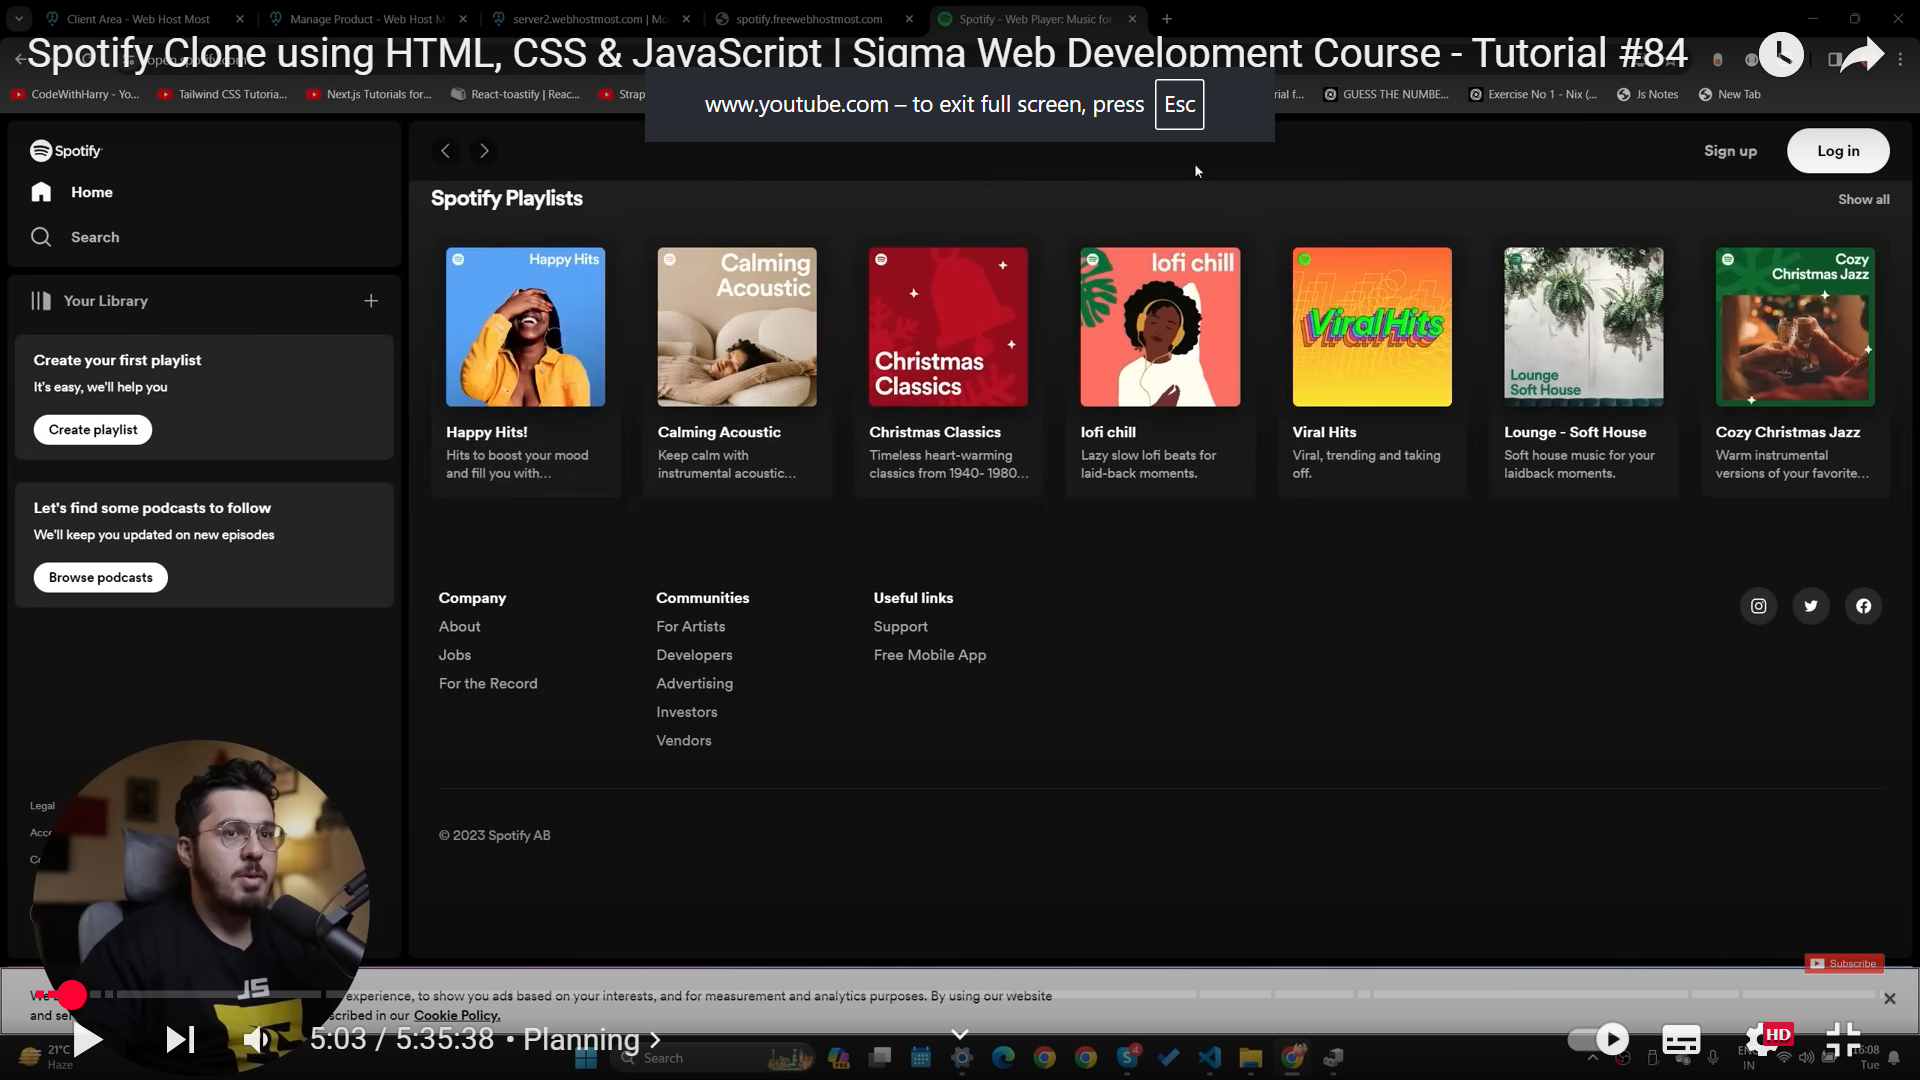 Client Area - Web Host Most
Manage Product - Web Host M
server2.webhostmost.com | Mo
spotify.freewebhostmost.com
Spotify - Web Player: Music for
Spotify Clone using HTML, CSS & JavaScript | Sigma Web Development Course - Tutorial #84
CodeWithHarry - Yo...
Tailwind CSS Tutoria...
Next.js Tutorials for...
React-toastify | Reac...
Strap
rial f...
GUESS THE NUMBE...
Exercise No 1 - Nix (...
Js Notes
New Tab
www.youtube.com – to exit full screen, press Esc
Spotify
Home
Search
Your Library
Create your first playlist
It's easy, we'll help you
Create playlist
Let's find some podcasts to follow
We'll keep you updated on new episodes
Browse podcasts
Legal
Sign up
Log in
Spotify Playlists
Show all
Happy Hits
Calming
Acoustic
Christmas
Classics
lofi chill
Viral Hits
Lounge
Soft House
Cozy
Christmas Jazz
Happy Hits!
Hits to boost your mood
and fill you with...
Calming Acoustic
Keep calm with
instrumental acoustic...
Christmas Classics
Timeless heart-warming
classics from 1940- 1980...
lofi chill
Lazy slow lofi beats for
laid-back moments.
Viral Hits
Viral, trending and taking
off.
Lounge - Soft House
Soft house music for your
laidback moments.
Cozy Christmas Jazz
Warm instrumental
versions of your favorite...
Company
About
Jobs
For the Record
Communities
For Artists
Developers
Advertising
Investors
Vendors
Useful links
Support
Free Mobile App
© 2023 Spotify AB
Subscribe
JS
experience, to show you ads based on your interests, and for measurement and analytics purposes. By using our website
scribed in our Cookie Policy.
5:03 / 5:35:38 • Planning
HD
21°C
Haze
Search
IN
Tue